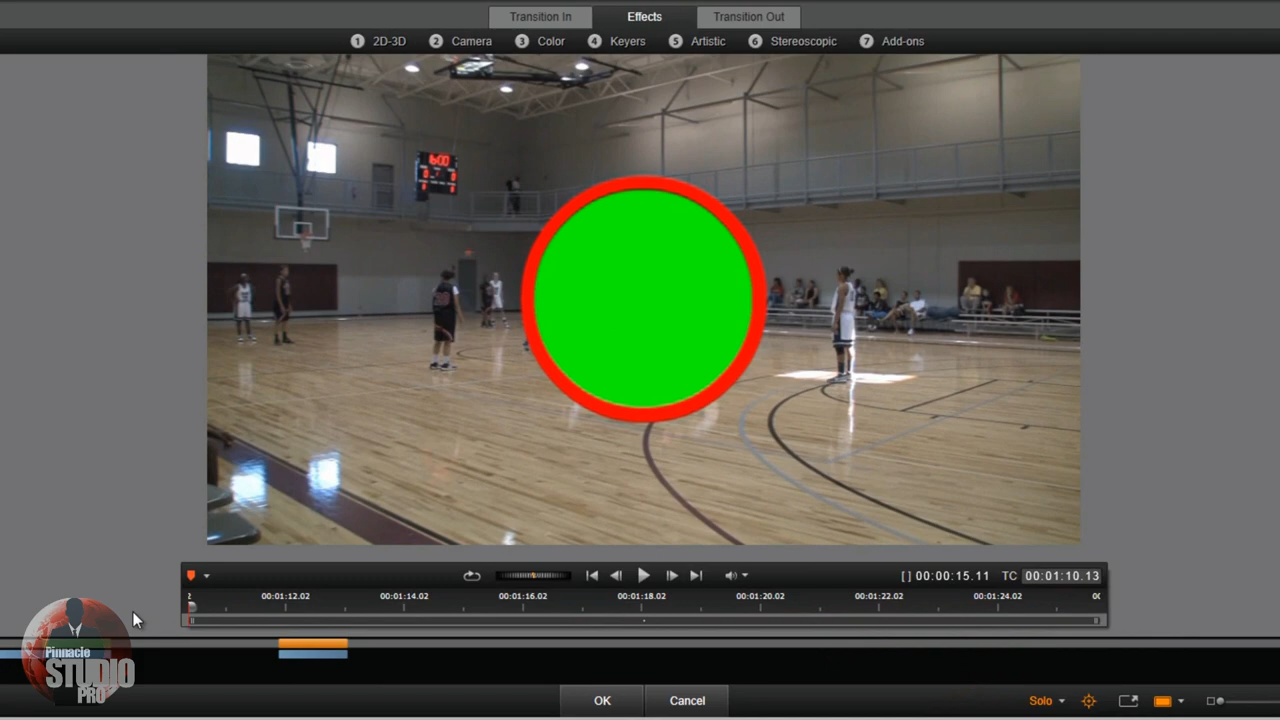 Transition In Effects Transition Out
1 2D-3D 2 Camera 3 Color 4 Keyers 5 Artistic 6 Stereoscopic 7 Add-ons
[ ] 00:00:15.11 TC 00:01:10.13
2 00:01:12.02 00:01:14.02 00:01:16.02 00:01:18.02 00:01:20.02 00:01:22.02 00:01:24.02 00
Pinnacle
STUDIO
PRO
OK Cancel Solo